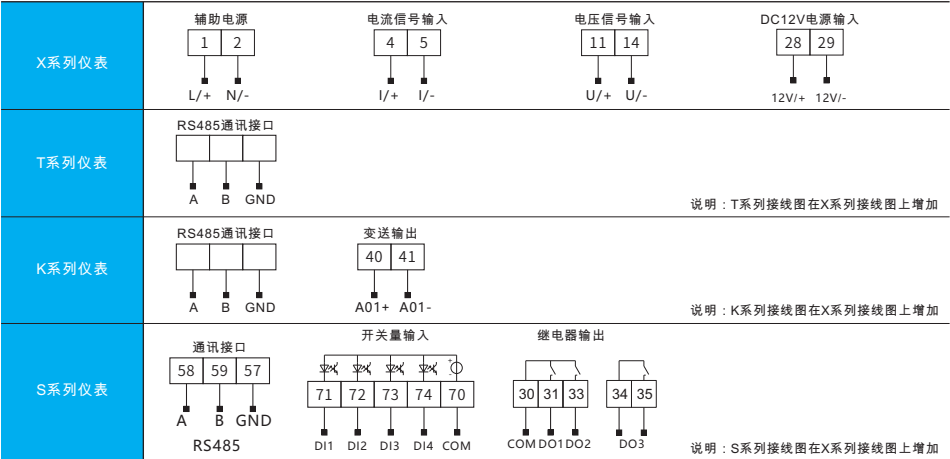 X系列仪表
辅助电源
1 2
L/+ N/-
电流信号输入
4 5
I/+ I/-
电压信号输入
11 14
U/+ U/-
DC12V电源输入
28 29
12V/+ 12V/-
T系列仪表
RS485通讯接口
A B GND
说明：T系列接线图在X系列接线图上增加
K系列仪表
RS485通讯接口
A B GND
变送输出
40 41
A01+ A01-
说明：K系列接线图在X系列接线图上增加
S系列仪表
通讯接口
58 59 57
A B GND
RS485
开关量输入
+
-
71 72 73 74 70
DI1 DI2 DI3 DI4 COM
继电器输出
30 31 33 34 35
COM DO1 DO2 DO3
说明：S系列接线图在X系列接线图上增加